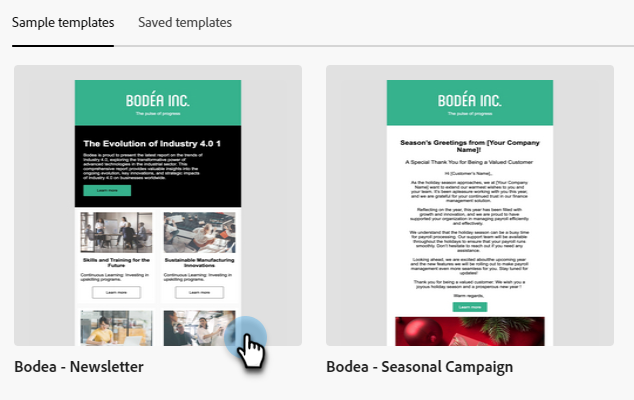 Sample templates
Saved templates
BODÉA INC.
The pulse of progress
The Evolution of Industry 4.0 1
Bodea is proud to present the latest report on the trends of
Industry 4.0, exploring the transformative power of
advanced technologies in the industrial sector. This
comprehensive report provides valuable insights into the
ongoing evolution, key innovations, and strategic impacts
of Industry 4.0 on businesses worldwide.
Learn more
Skills and Training for the
Future
Continuous Learning: Investing in
upskilling programs.
Learn more
Sustainable Manufacturing
Innovations
Continuous Learning: Investing in
upskilling programs.
Learn more
Bodea - Newsletter
BODÉA INC.
The pulse of progress
Season's Greetings from [Your Company
Name]!
A Special Thank You for Being a Valued Customer
Hi [Customer's Name],
As the holiday season approaches, we at [Your Company
Name] want to extend our warmest wishes to you and
your team. It's been apleasure working with you this year,
and we are grateful for your continued trust in our finance
management solution.
Reflecting on the year, this year has been filled with
growth and innovation, and we are proud to have
supported your organization in managing payroll efficiently
and effectively.
We understand that the holiday season can be a busy time
for payroll processing. Our support team will be available
throughout the holidays to ensure that your payroll runs
smoothly. Don't hesitate to reach out if you need any
assistance.
Looking ahead, we are excited aboutthe upcoming year
and the new features we will be rolling out to make payroll
management even more seamless for you. Stay tuned for
updates!
Thank you for being a valued customer. We wish you a
joyous holiday season and a prosperous new year!
Warm regards,
Learn more
Bodea - Seasonal Campaign